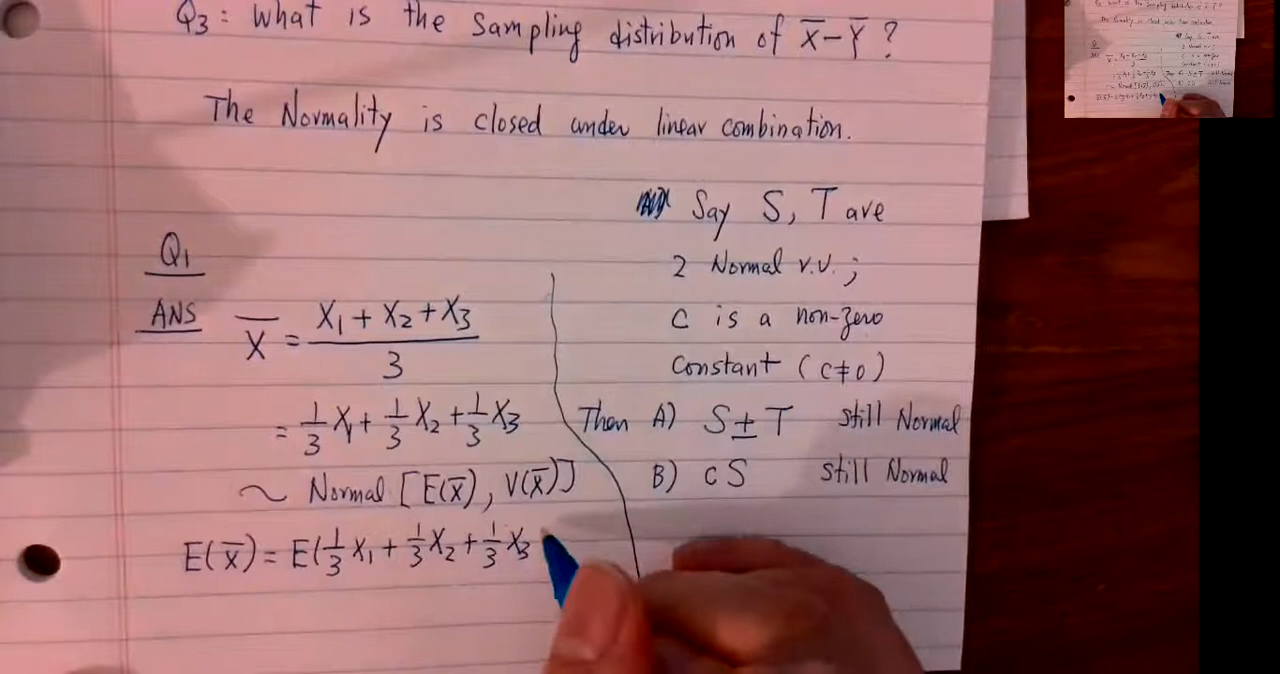 Q3: What is the Sampling distribution of X̅ − Y̅ ?
The Normality is closed under linear combination.
Say S, T are
2 Normal r.v. ;
C is a non-zero
Constant (C≠0)
Then A) S ± T still Normal
B) CS still Normal
Q1
ANS
X̅ = (X1 + X2 + X3) / 3
= 1/3 X1 + 1/3 X2 + 1/3 X3
~ Normal [E(X̅), V(X̅)]
E(X̅) = E(1/3 X1 + 1/3 X2 + 1/3 X3